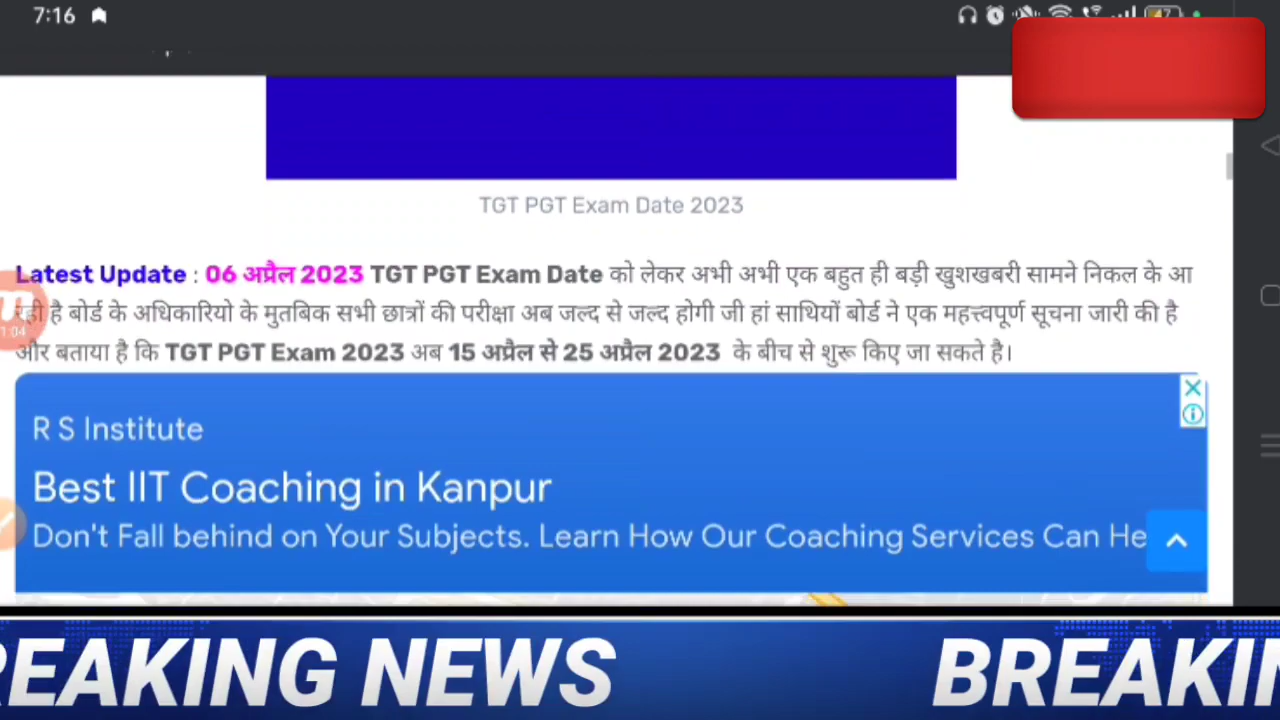 7:16
TGT PGT Exam Date 2023
Latest Update : 06 अप्रैल 2023 TGT PGT Exam Date को लेकर अभी अभी एक बहुत ही बड़ी खुशखबरी सामने निकल के आ
रही है बोर्ड के अधिकारियो के मुतबिक सभी छात्रों की परीक्षा अब जल्द से जल्द होगी जी हां साथियों बोर्ड ने एक महत्त्वपूर्ण सूचना जारी की है
1:04
और बताया है कि TGT PGT Exam 2023 अब 15 अप्रैल से 25 अप्रैल 2023 के बीच से शुरू किए जा सकते है।
R S Institute
Best IIT Coaching in Kanpur
Don't Fall behind on Your Subjects. Learn How Our Coaching Services Can He
REAKING NEWS BREAKIN